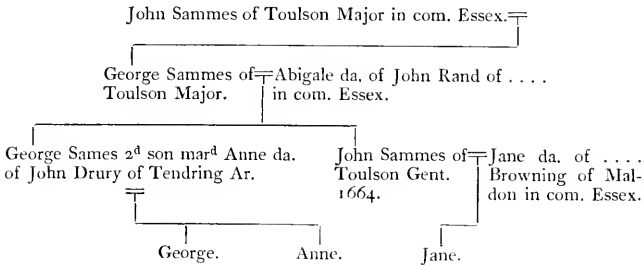 John Sammes of Toulson Major in com. Essex.
George Sammes of
Toulson Major.
Abigale da. of John Rand of . . . .
in com. Essex.
George Sames 2d son mard Anne da.
of John Drury of Tendring Ar.
John Sammes of
Toulson Gent.
1664.
Jane da. of . . . .
Browning of Mal-
don in com. Essex.
George.
Anne.
Jane.